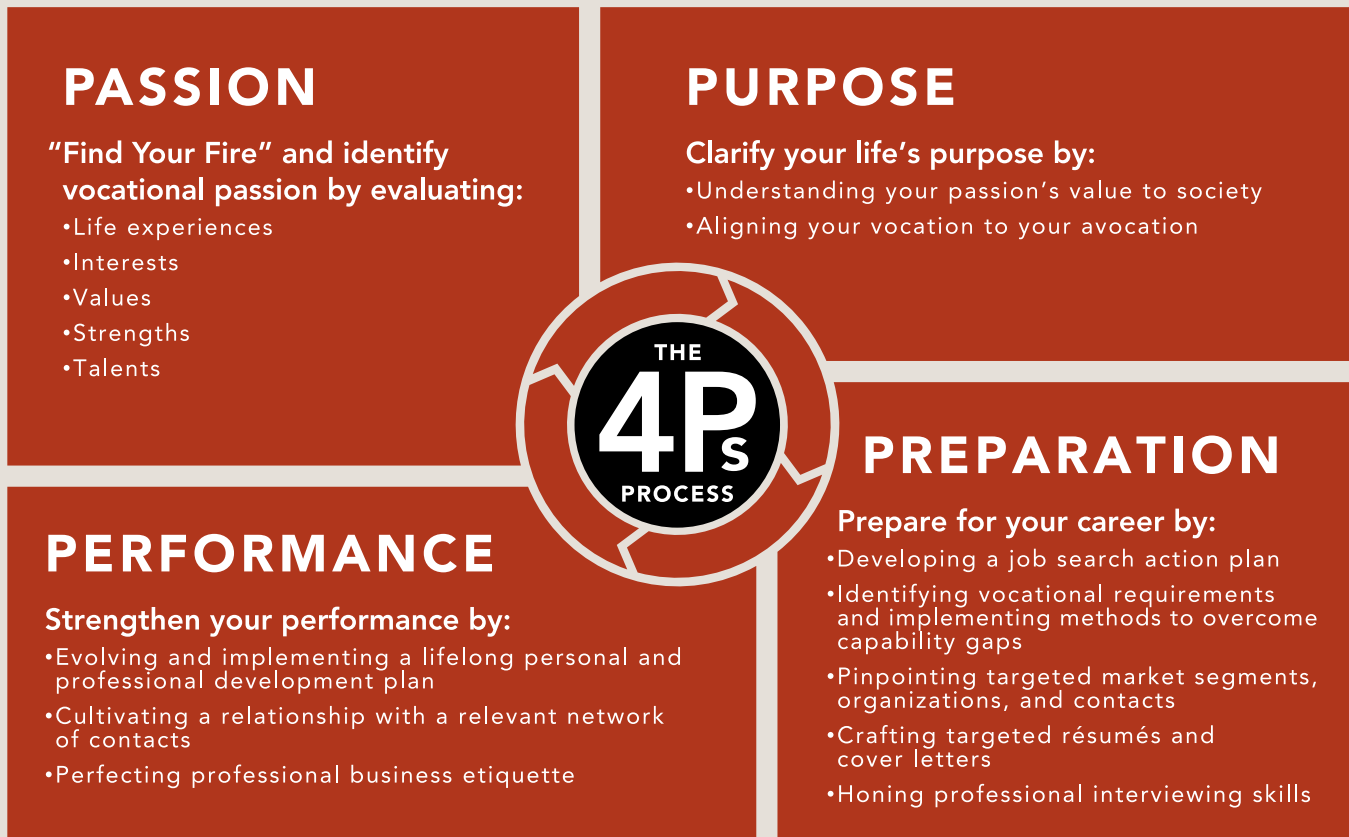 PASSION
“Find Your Fire” and identify
vocational passion by evaluating:
•Life experiences
•Interests
•Values
•Strengths
•Talents
PURPOSE
Clarify your life’s purpose by:
•Understanding your passion’s value to society
•Aligning your vocation to your avocation
THE
4Ps
PROCESS
PREPARATION
Prepare for your career by:
•Developing a job search action plan
•Identifying vocational requirements
and implementing methods to overcome
capability gaps
•Pinpointing targeted market segments,
organizations, and contacts
•Crafting targeted résumés and
cover letters
•Honing professional interviewing skills
PERFORMANCE
Strengthen your performance by:
•Evolving and implementing a lifelong personal and
professional development plan
•Cultivating a relationship with a relevant network
of contacts
•Perfecting professional business etiquette